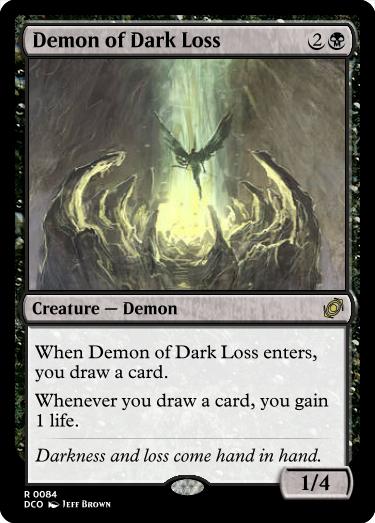 Demon of Dark Loss 2
Creature — Demon
When Demon of Dark Loss enters,
you draw a card.
Whenever you draw a card, you gain
1 life.
Darkness and loss come hand in hand.
1/4
R 0084
DCO Jeff Brown